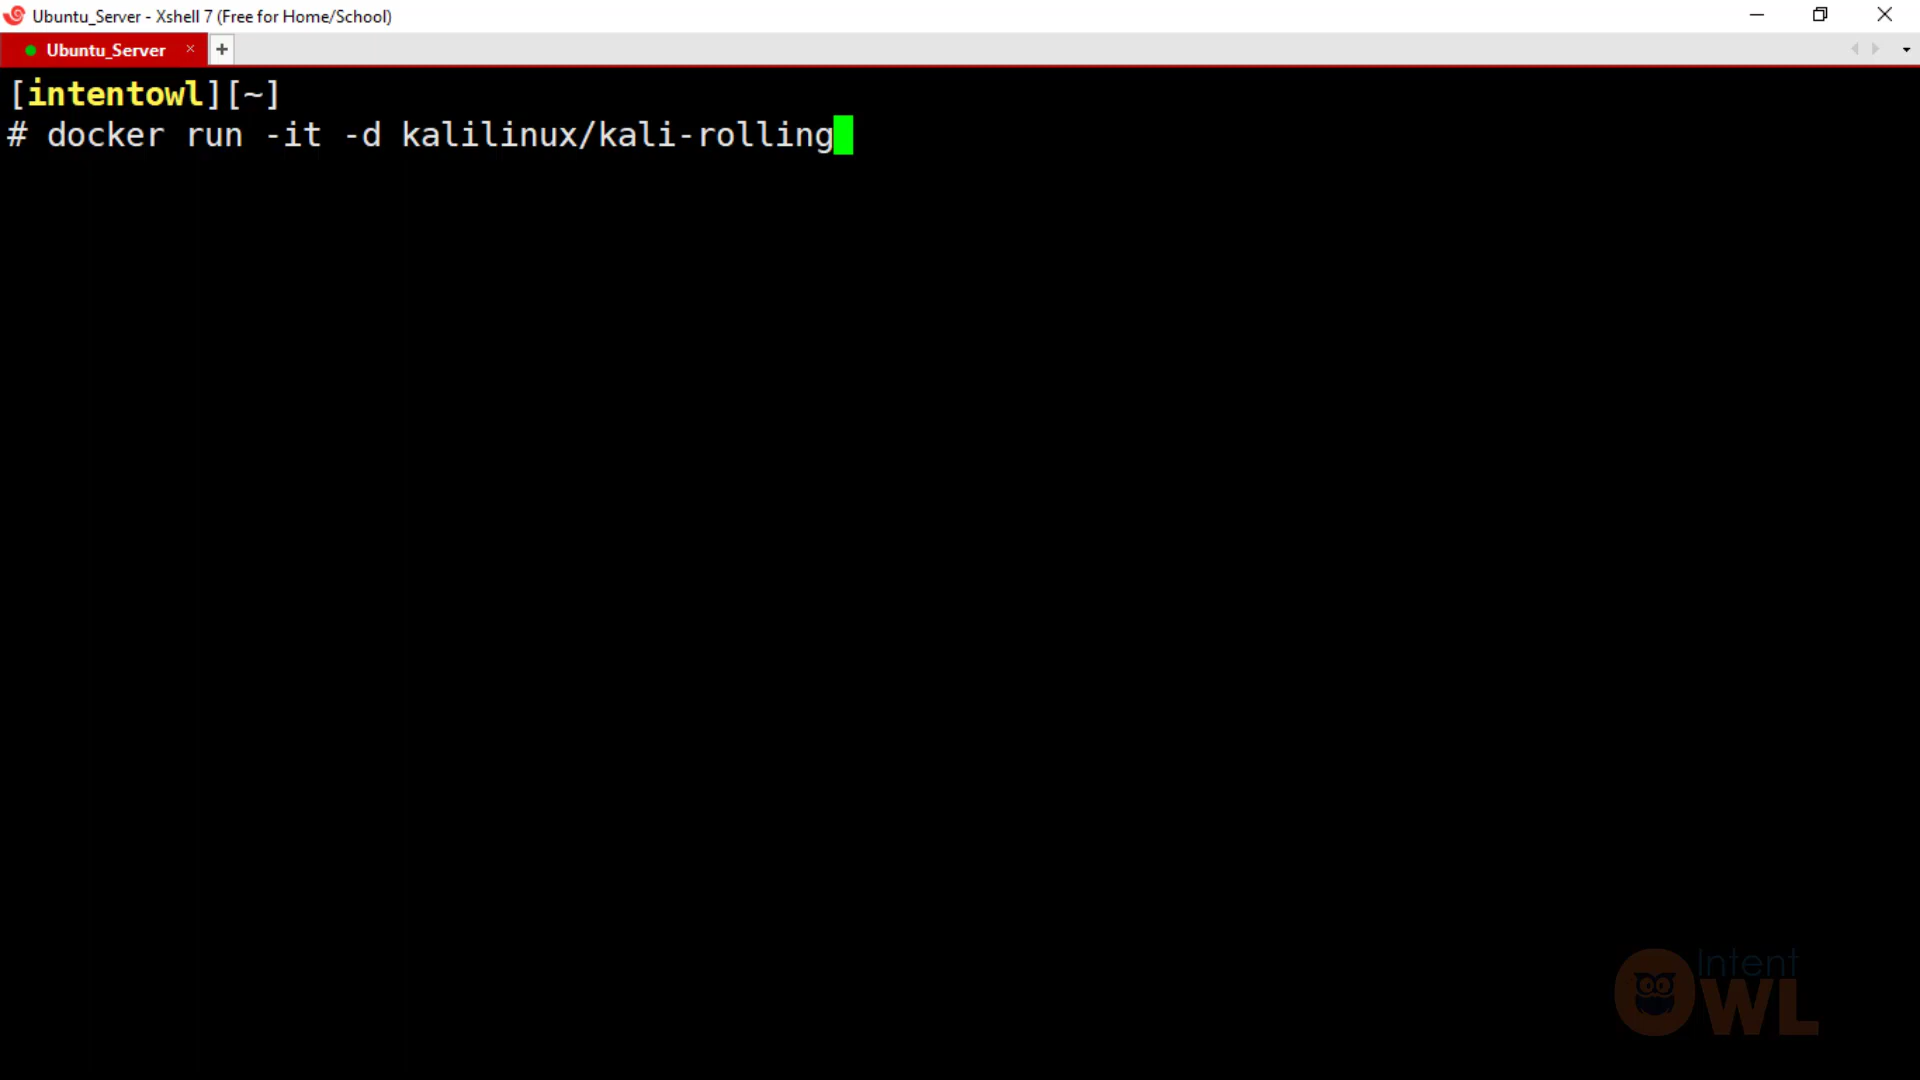 Ubuntu_Server - Xshell 7 (Free for Home/School)
Ubuntu_Server
[intentowl][~]
# docker run -it -d kalilinux/kali-rolling
Intent
OWL